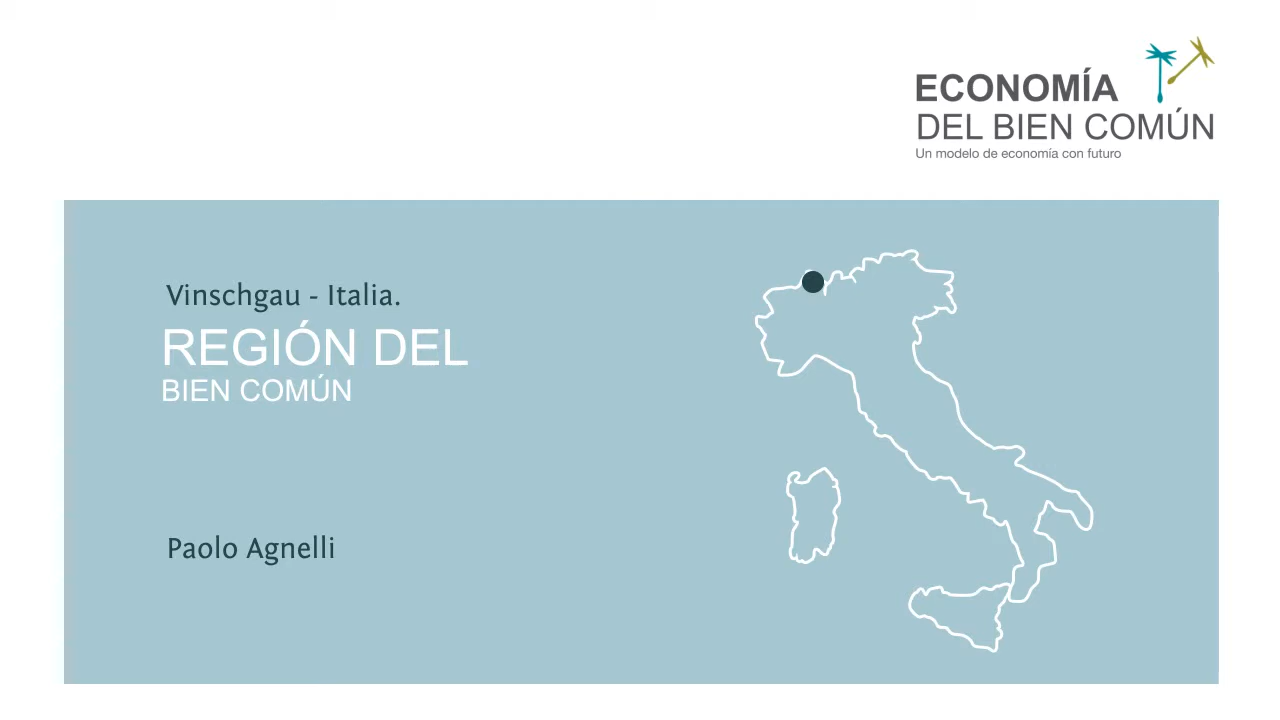 ECONOMÍA
DEL BIEN COMÚN
Un modelo de economía con futuro
Vinschgau - Italia.
REGIÓN DEL
BIEN COMÚN
Paolo Agnelli